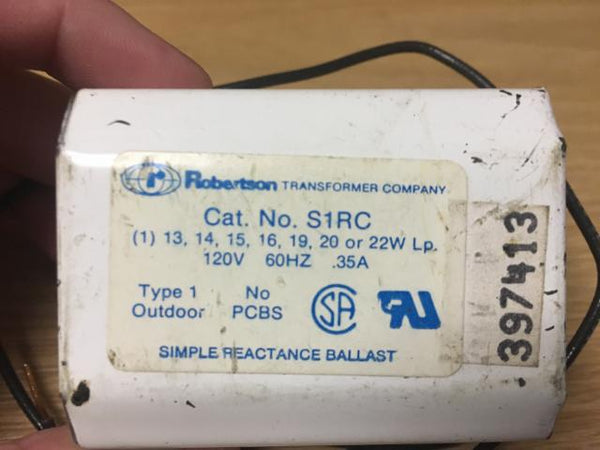 Robertson TRANSFORMER COMPANY
Cat. No. S1RC
(1) 13, 14, 15, 16, 19, 20 or 22W Lp.
120V 60HZ .35A
Type 1 Outdoor
No PCBS
SIMPLE REACTANCE BALLAST
397413